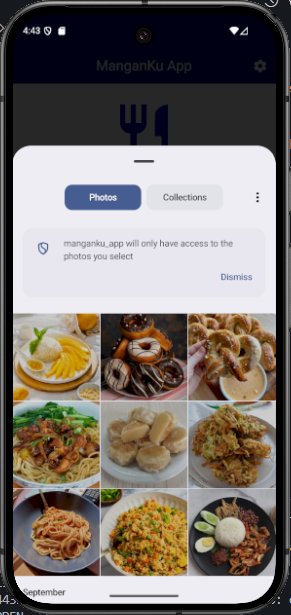 4:43
ManganKu App
Photos
Collections
manganku_app will only have access to the
photos you select
Dismiss
September